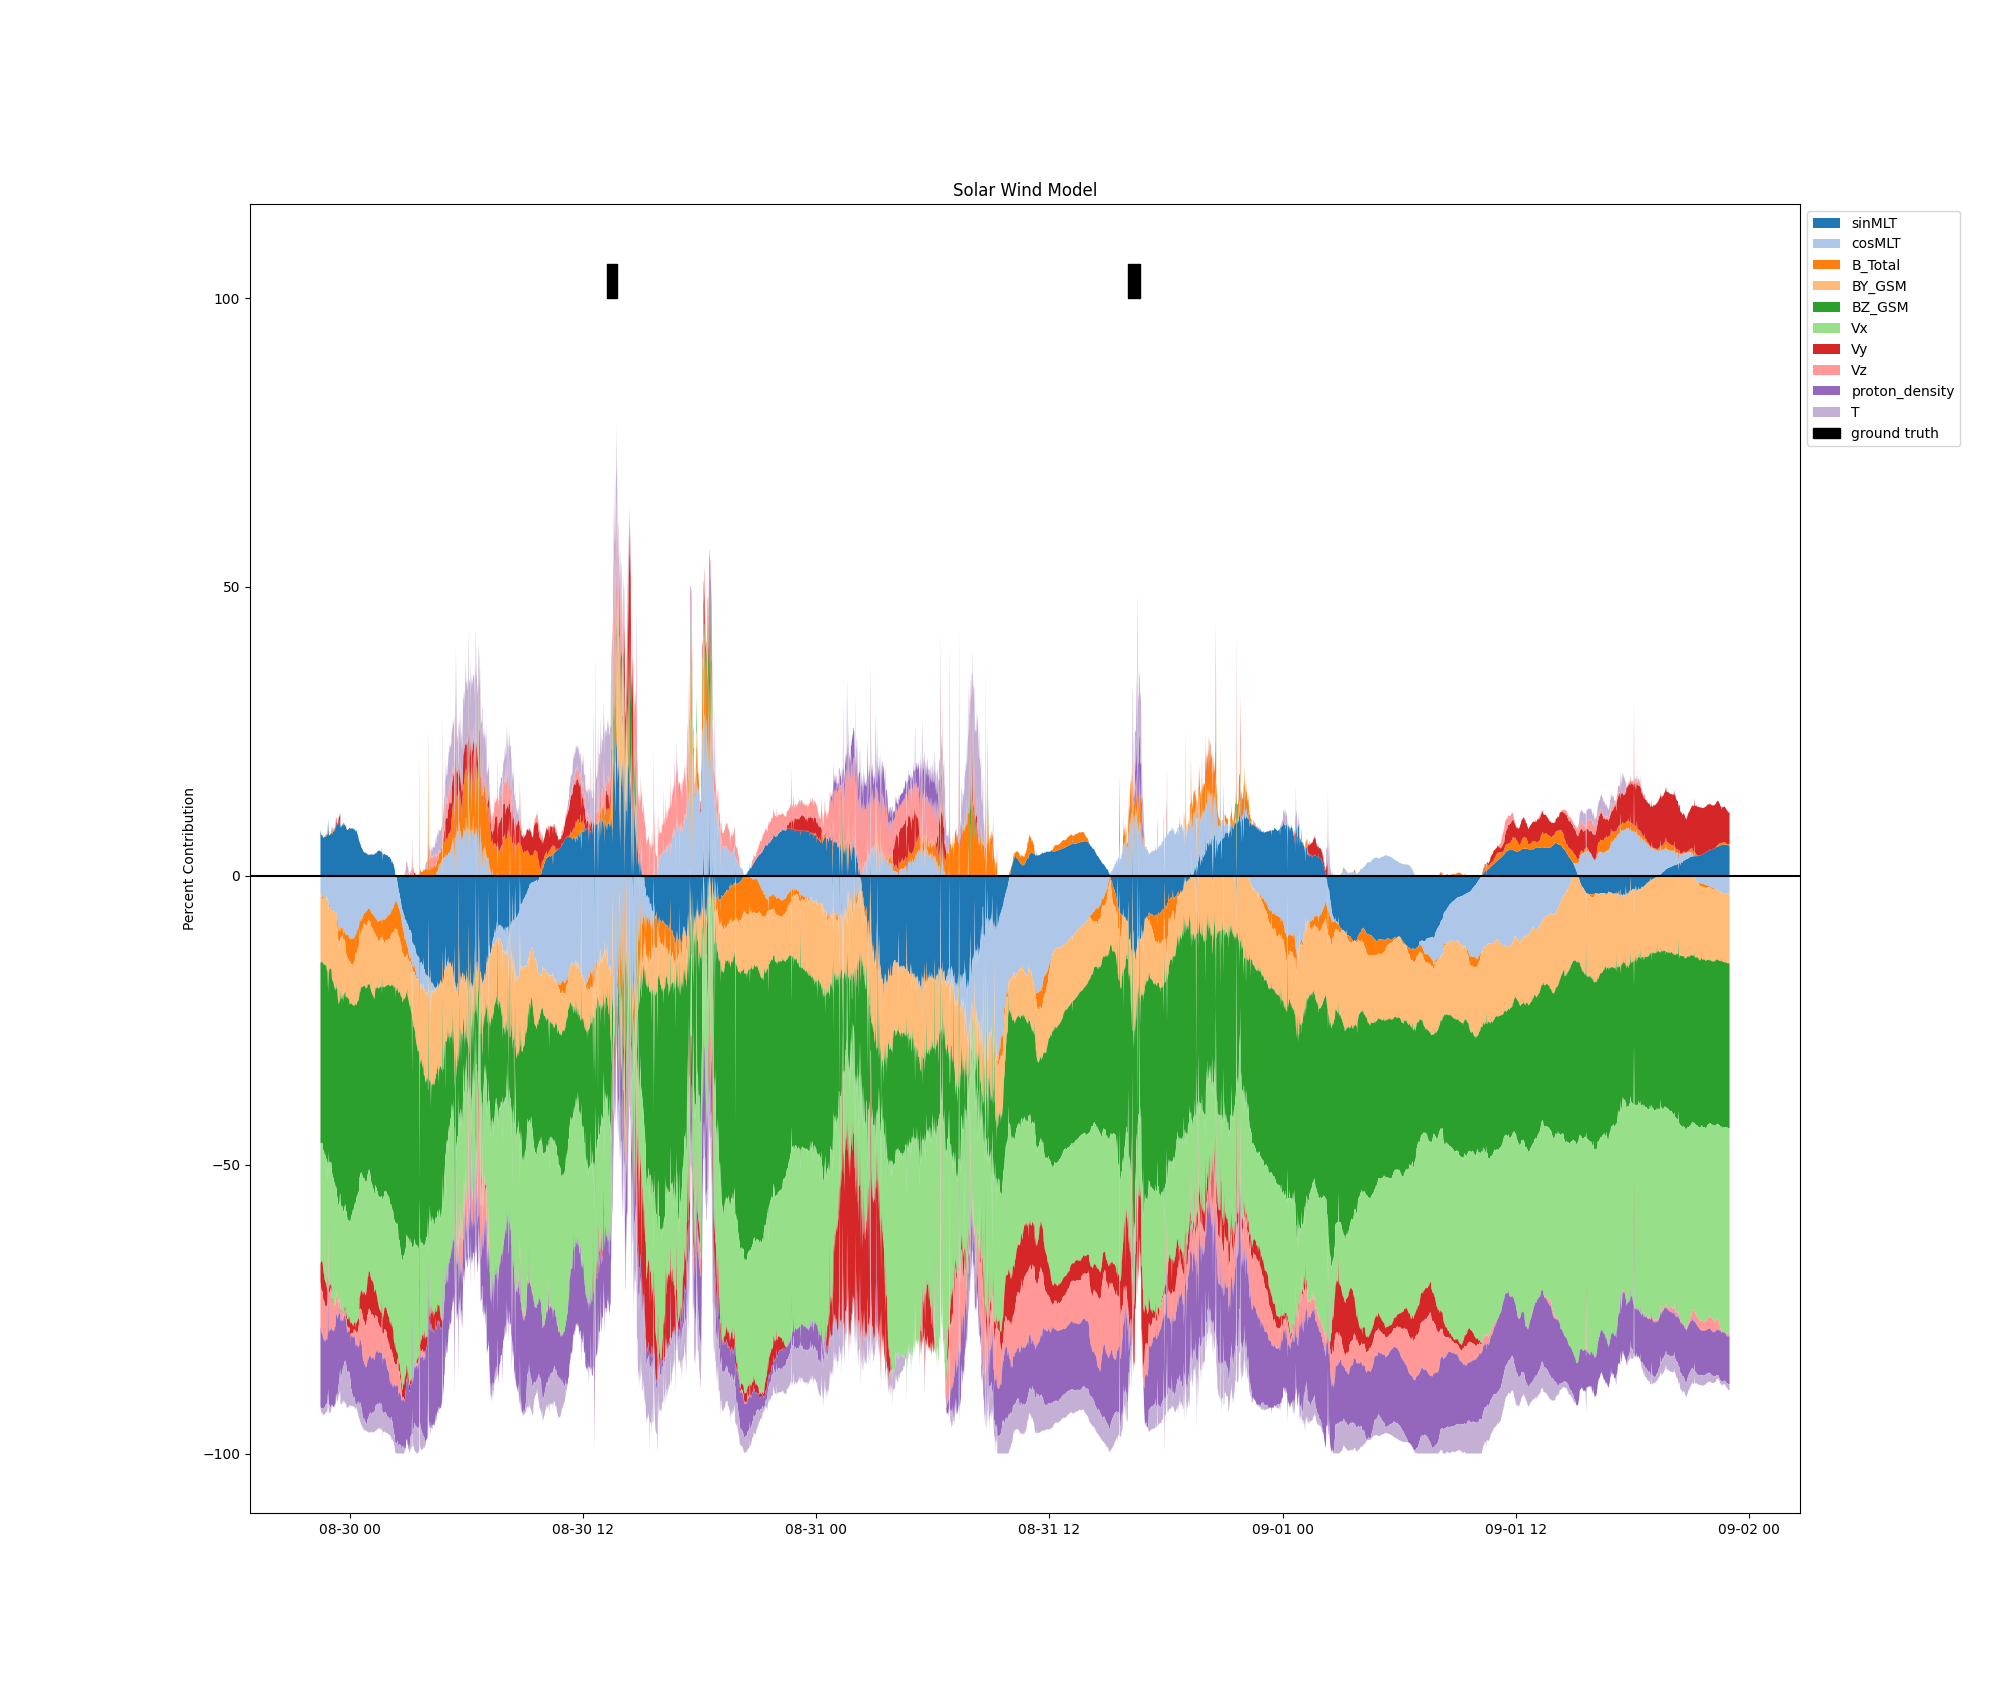 Solar Wind Model
sinMLT
cosMLT
B_Total
BY_GSM
BZ_GSM
Vx
Vy
Vz
proton_density
T
ground truth
Percent Contribution
100
50
0
−50
−100
08-30 00
08-30 12
08-31 00
08-31 12
09-01 00
09-01 12
09-02 00